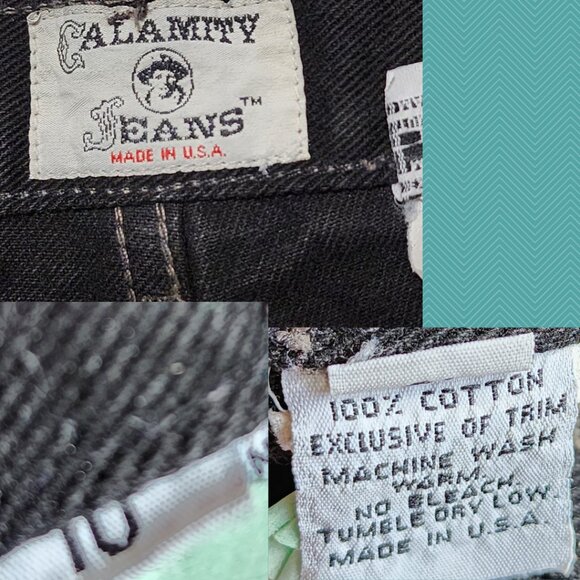 CALAMITY
JEANS™
MADE IN U.S.A.
10
100% COTTON
EXCLUSIVE OF TRIM
MACHINE WASH
WARM.
NO BLEACH.
TUMBLE DRY LOW.
MADE IN U.S.A.